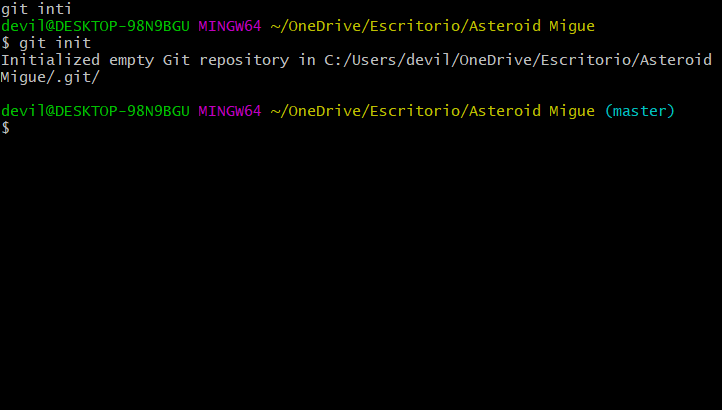 git inti
devil@DESKTOP-98N9BGU MINGW64 ~/OneDrive/Escritorio/Asteroid Migue
$ git init
Initialized empty Git repository in C:/Users/devil/OneDrive/Escritorio/Asteroid
Migue/.git/
devil@DESKTOP-98N9BGU MINGW64 ~/OneDrive/Escritorio/Asteroid Migue (master)
$